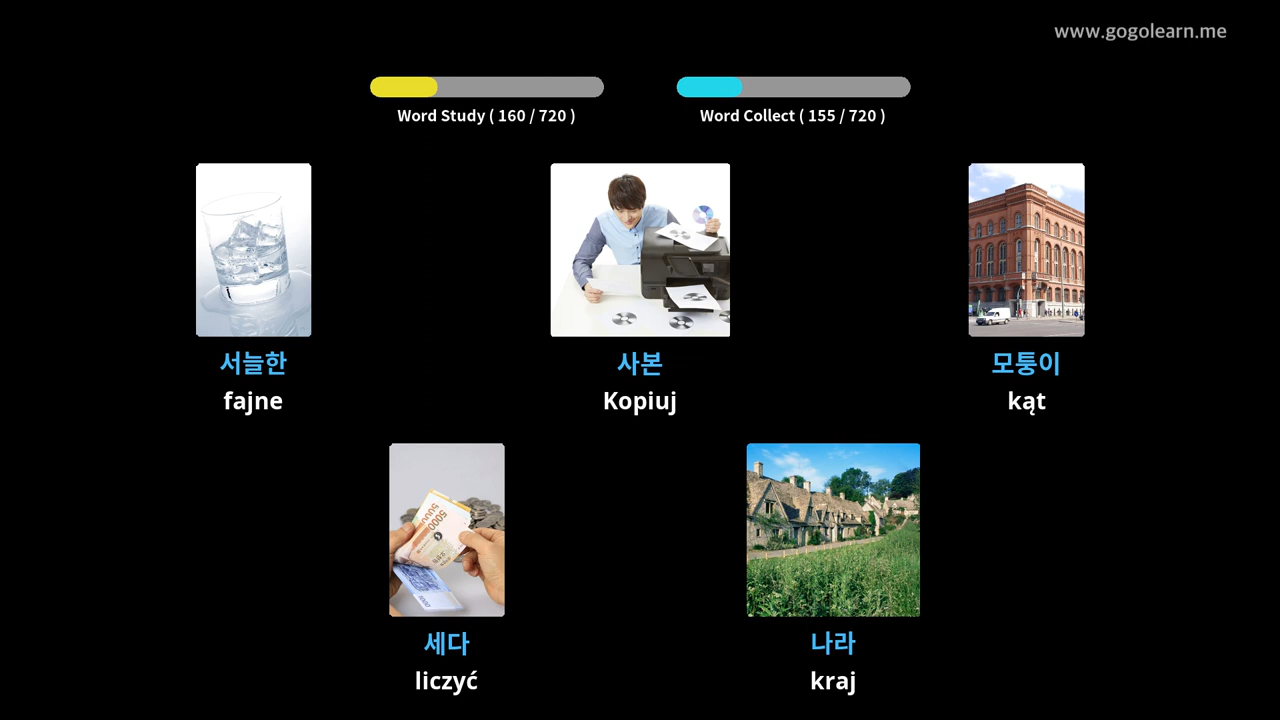 www.gogolearn.me
Word Study ( 160 / 720 )
Word Collect ( 155 / 720 )
서늘한
fajne
사본
Kopiuj
모퉁이
kąt
5000
세다
liczyć
나라
kraj